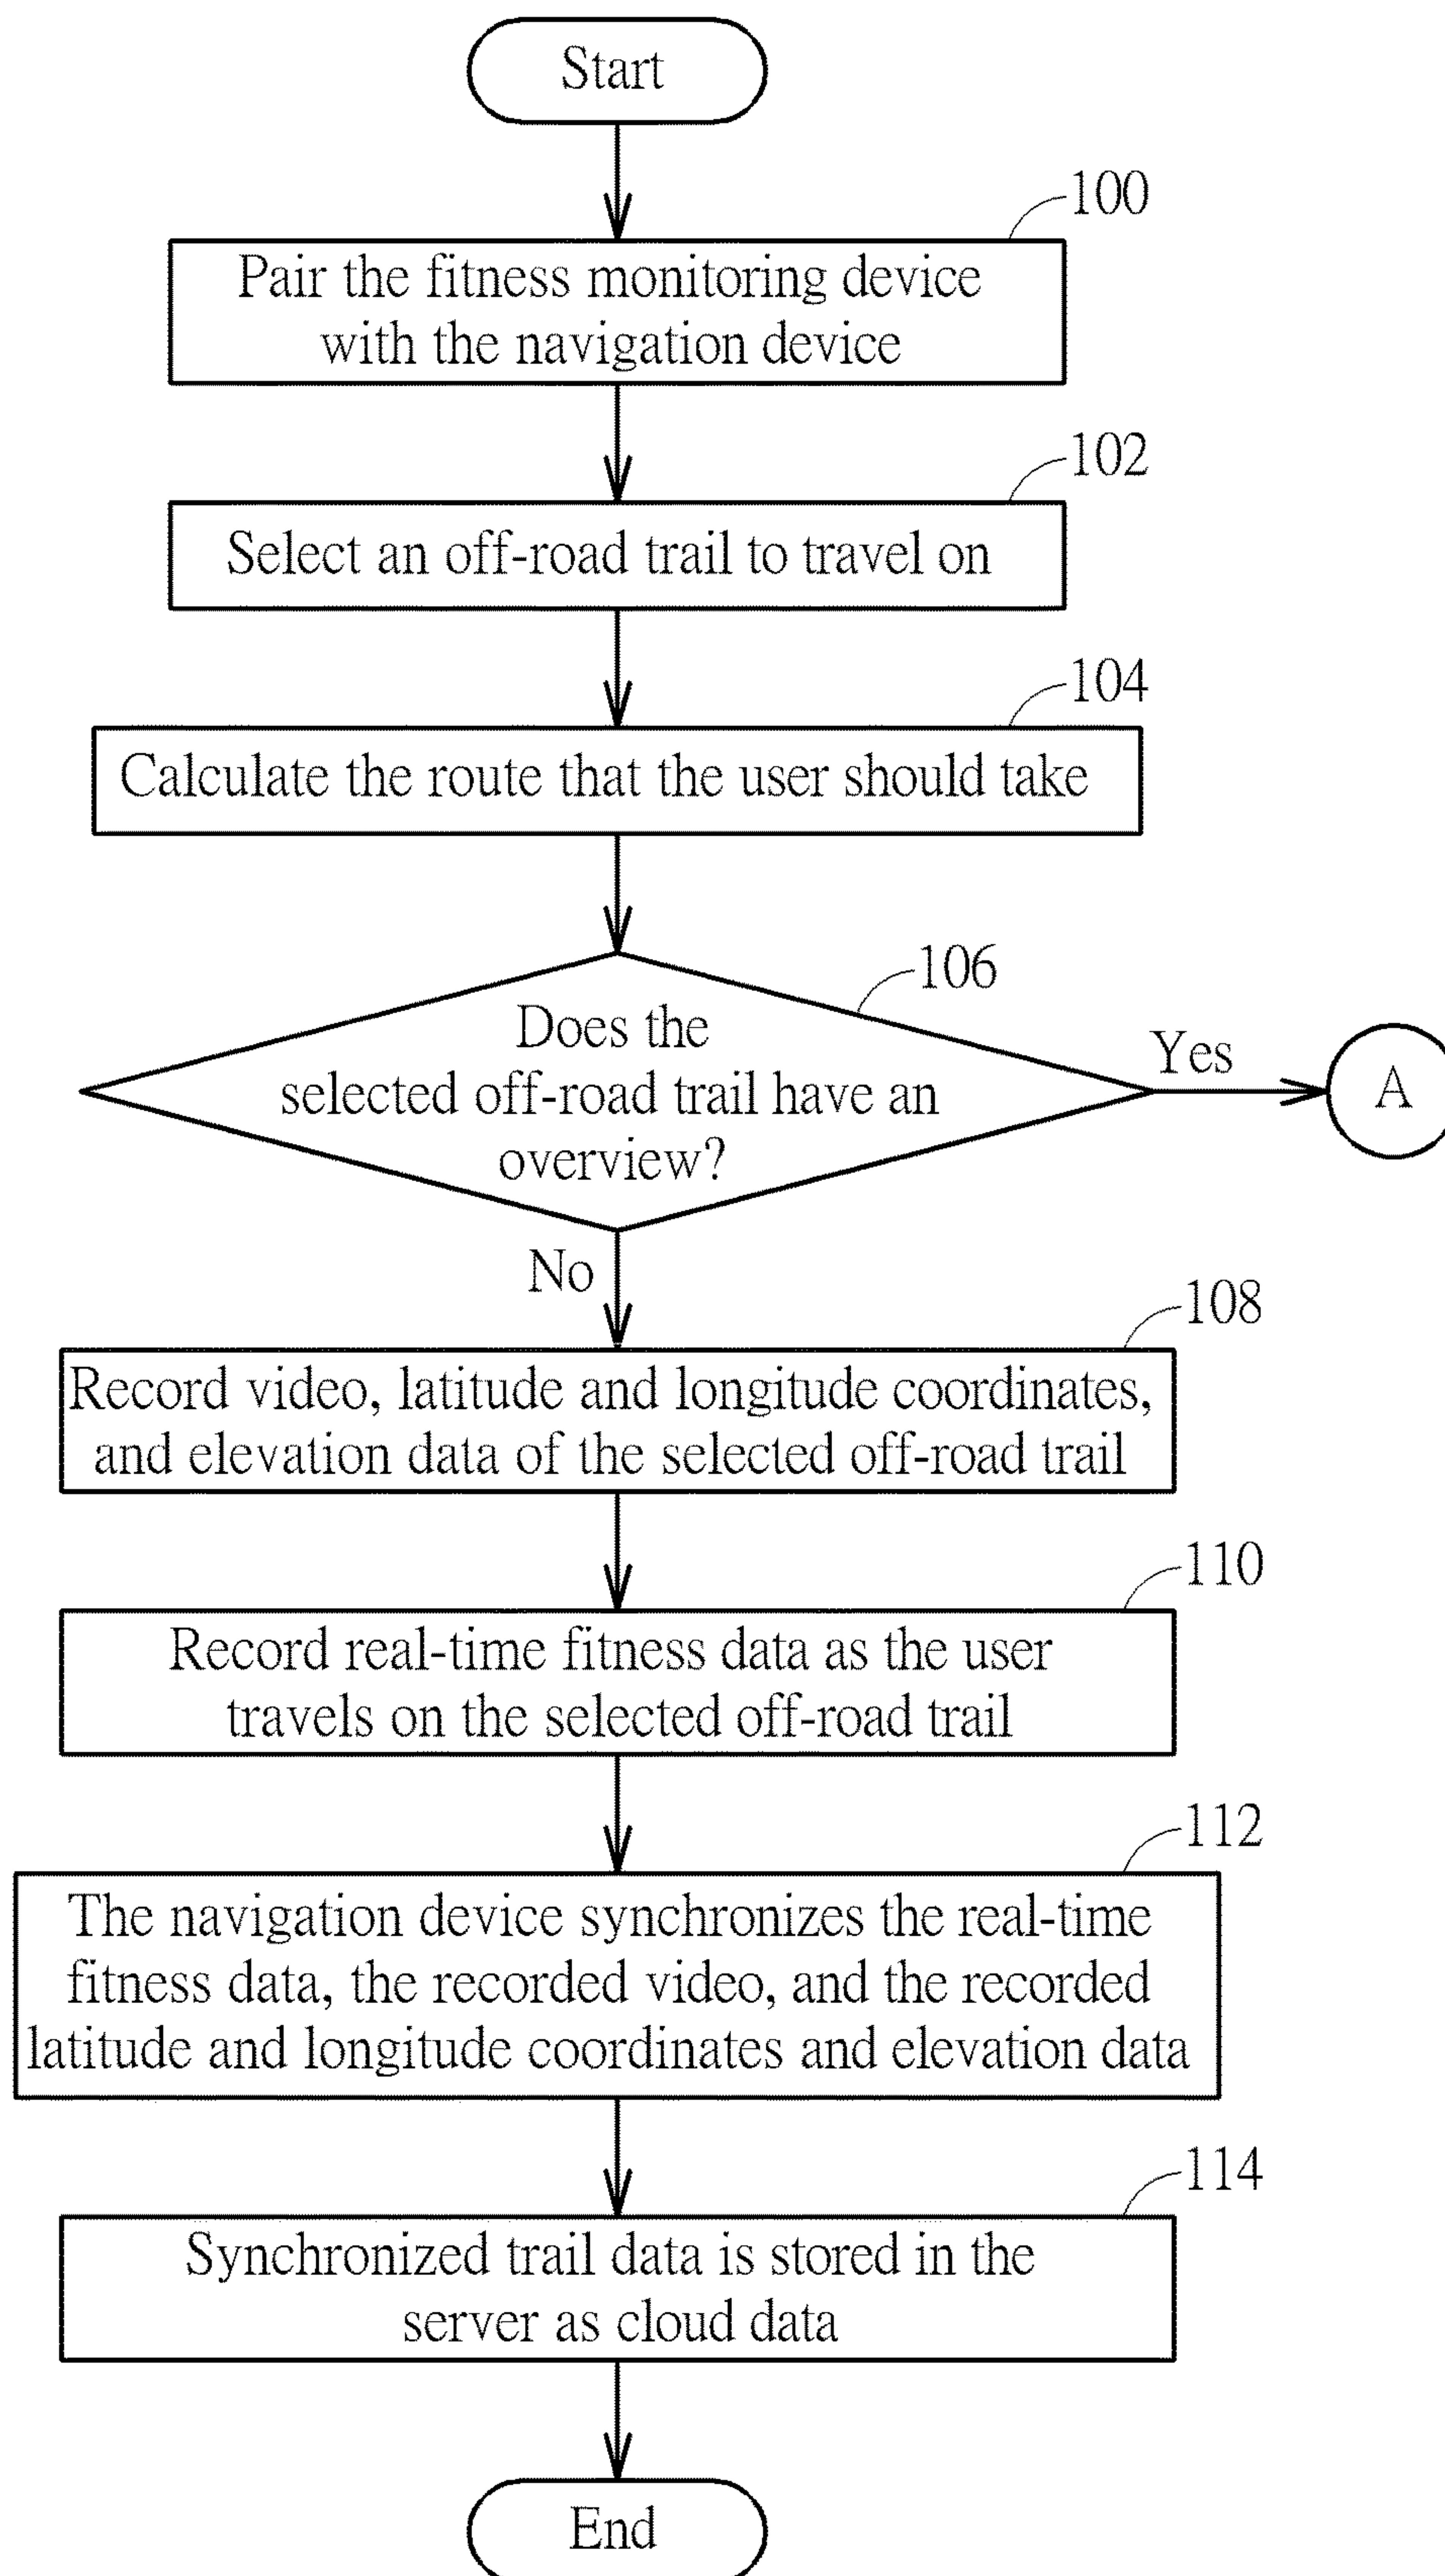 Start
100
Pair the fitness monitoring device
with the navigation device
102
Select an off-road trail to travel on
104
Calculate the route that the user should take
106
Does the
selected off-road trail have an
overview?
Yes
A
No
108
Record video, latitude and longitude coordinates,
and elevation data of the selected off-road trail
110
Record real-time fitness data as the user
travels on the selected off-road trail
112
The navigation device synchronizes the real-time
fitness data, the recorded video, and the recorded
latitude and longitude coordinates and elevation data
114
Synchronized trail data is stored in the
server as cloud data
End